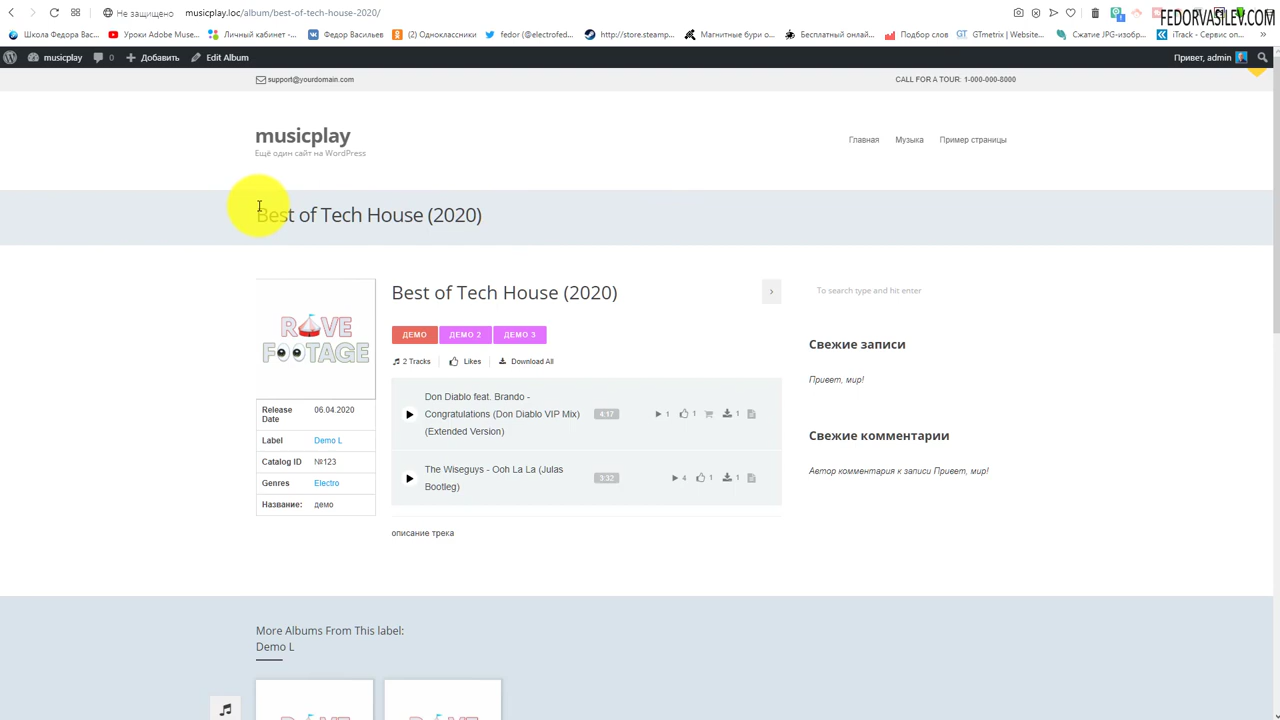 Не защищено musicplay.loc/album/best-of-tech-house-2020/
FEDORVASILEV.COM
Школа Федора Вас... Уроки Adobe Muse... Личный кабинет -... Федор Васильев (2) Одноклассники fedor (@electrofed... http://store.steamp... Магнитные бури о... Бесплатный онлай... Подбор слов GTmetrix | Website... Сжатие JPG-изобр... iTrack - Сервис оп...
musicplay 0 Добавить Edit Album Привет, admin
support@yourdomain.com CALL FOR A TOUR: 1-000-000-8000
musicplay
Ещё один сайт на WordPress
Главная Музыка Пример страницы
Best of Tech House (2020)
Best of Tech House (2020)
ДЕМО ДЕМО 2 ДЕМО 3
2 Tracks Likes Download All
Don Diablo feat. Brando -
Congratulations (Don Diablo VIP Mix)
(Extended Version)
4:17 1 1 1
The Wiseguys - Ooh La La (Julas
Bootleg)
3:32 4 1 1
описание трека
RAVE
FOOTAGE
Release Date 06.04.2020
Label Demo L
Catalog ID №123
Genres Electro
Название: демо
To search type and hit enter
Свежие записи
Привет, мир!
Свежие комментарии
Автор комментария к записи Привет, мир!
More Albums From This label:
Demo L